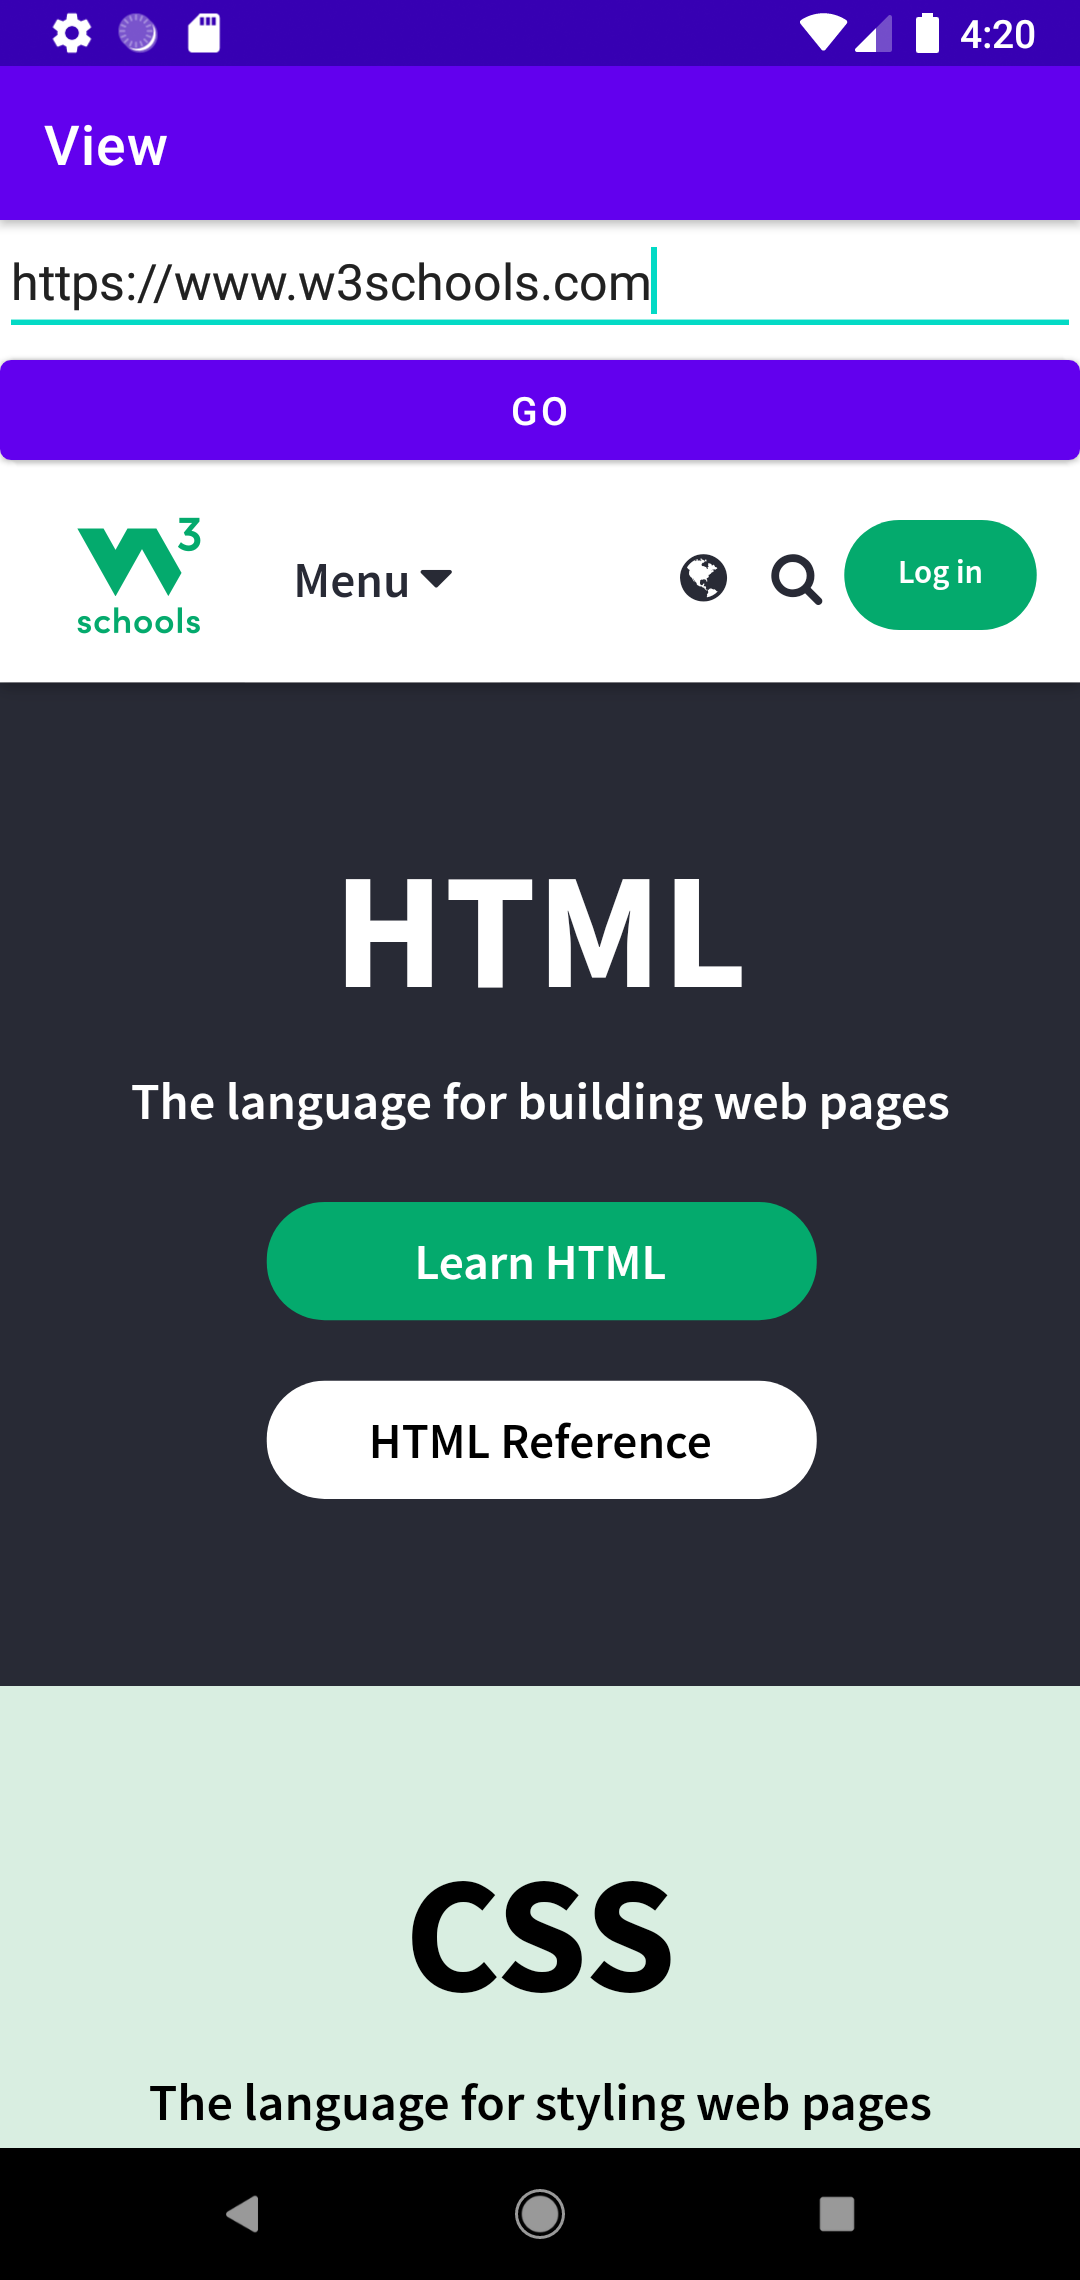 4:20
View
https://www.w3schools.com
GO
W3
schools
Menu
Log in
HTML
The language for building web pages
Learn HTML
HTML Reference
CSS
The language for styling web pages